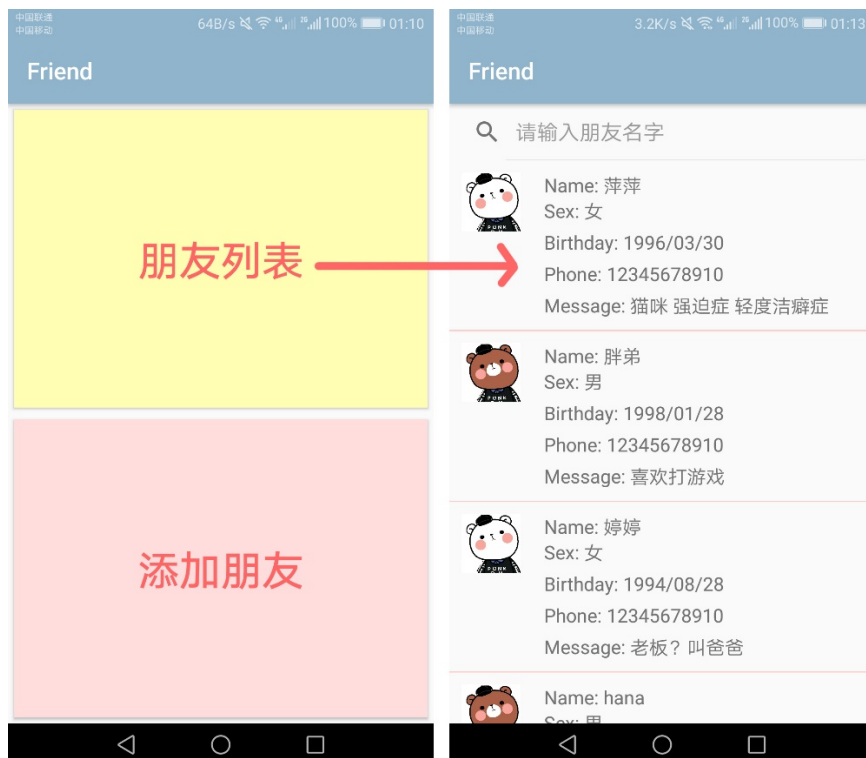 中国联通
中国移动
64B/s 100% 01:10
Friend
朋友列表
添加朋友
中国联通
中国移动
3.2K/s 100% 01:13
Friend
请输入朋友名字
Name: 萍萍
Sex: 女
Birthday: 1996/03/30
Phone: 12345678910
Message: 猫咪 强迫症 轻度洁癖症
Name: 胖弟
Sex: 男
Birthday: 1998/01/28
Phone: 12345678910
Message: 喜欢打游戏
Name: 婷婷
Sex: 女
Birthday: 1994/08/28
Phone: 12345678910
Message: 老板？叫爸爸
Name: hana
Sex: 男